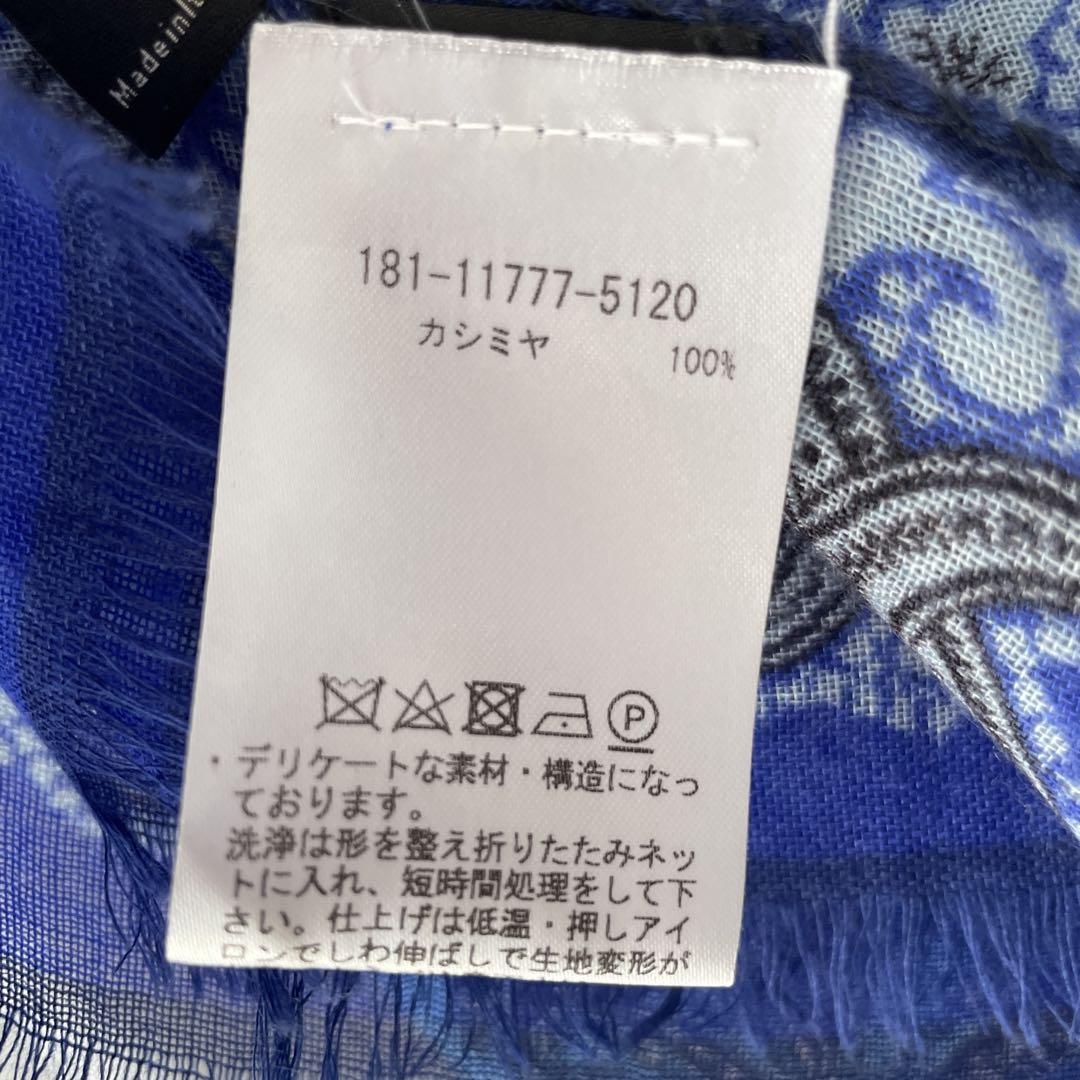 Made in It
181-11777-5120
カシミヤ 100%
P
・デリケートな素材・構造になっ
ております。
洗浄は形を整え折りたたみネッ
トに入れ、短時間処理をして下
さい。仕上げは低温・押しアイ
ロンでしわ伸ばしで生地変形が